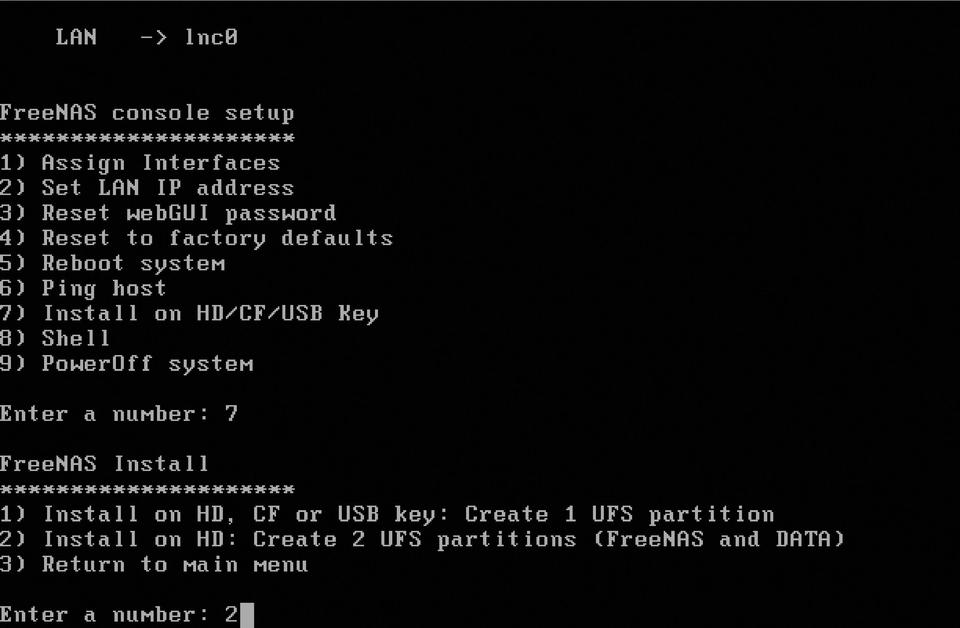 LAN -> lnc0
FreeNAS console setup
*********************
1) Assign Interfaces
2) Set LAN IP address
3) Reset webGUI password
4) Reset to factory defaults
5) Reboot system
6) Ping host
7) Install on HD/CF/USB Key
8) Shell
9) PowerOff system
Enter a number: 7
FreeNAS Install
*********************
1) Install on HD, CF or USB key: Create 1 UFS partition
2) Install on HD: Create 2 UFS partitions (FreeNAS and DATA)
3) Return to main menu
Enter a number: 2